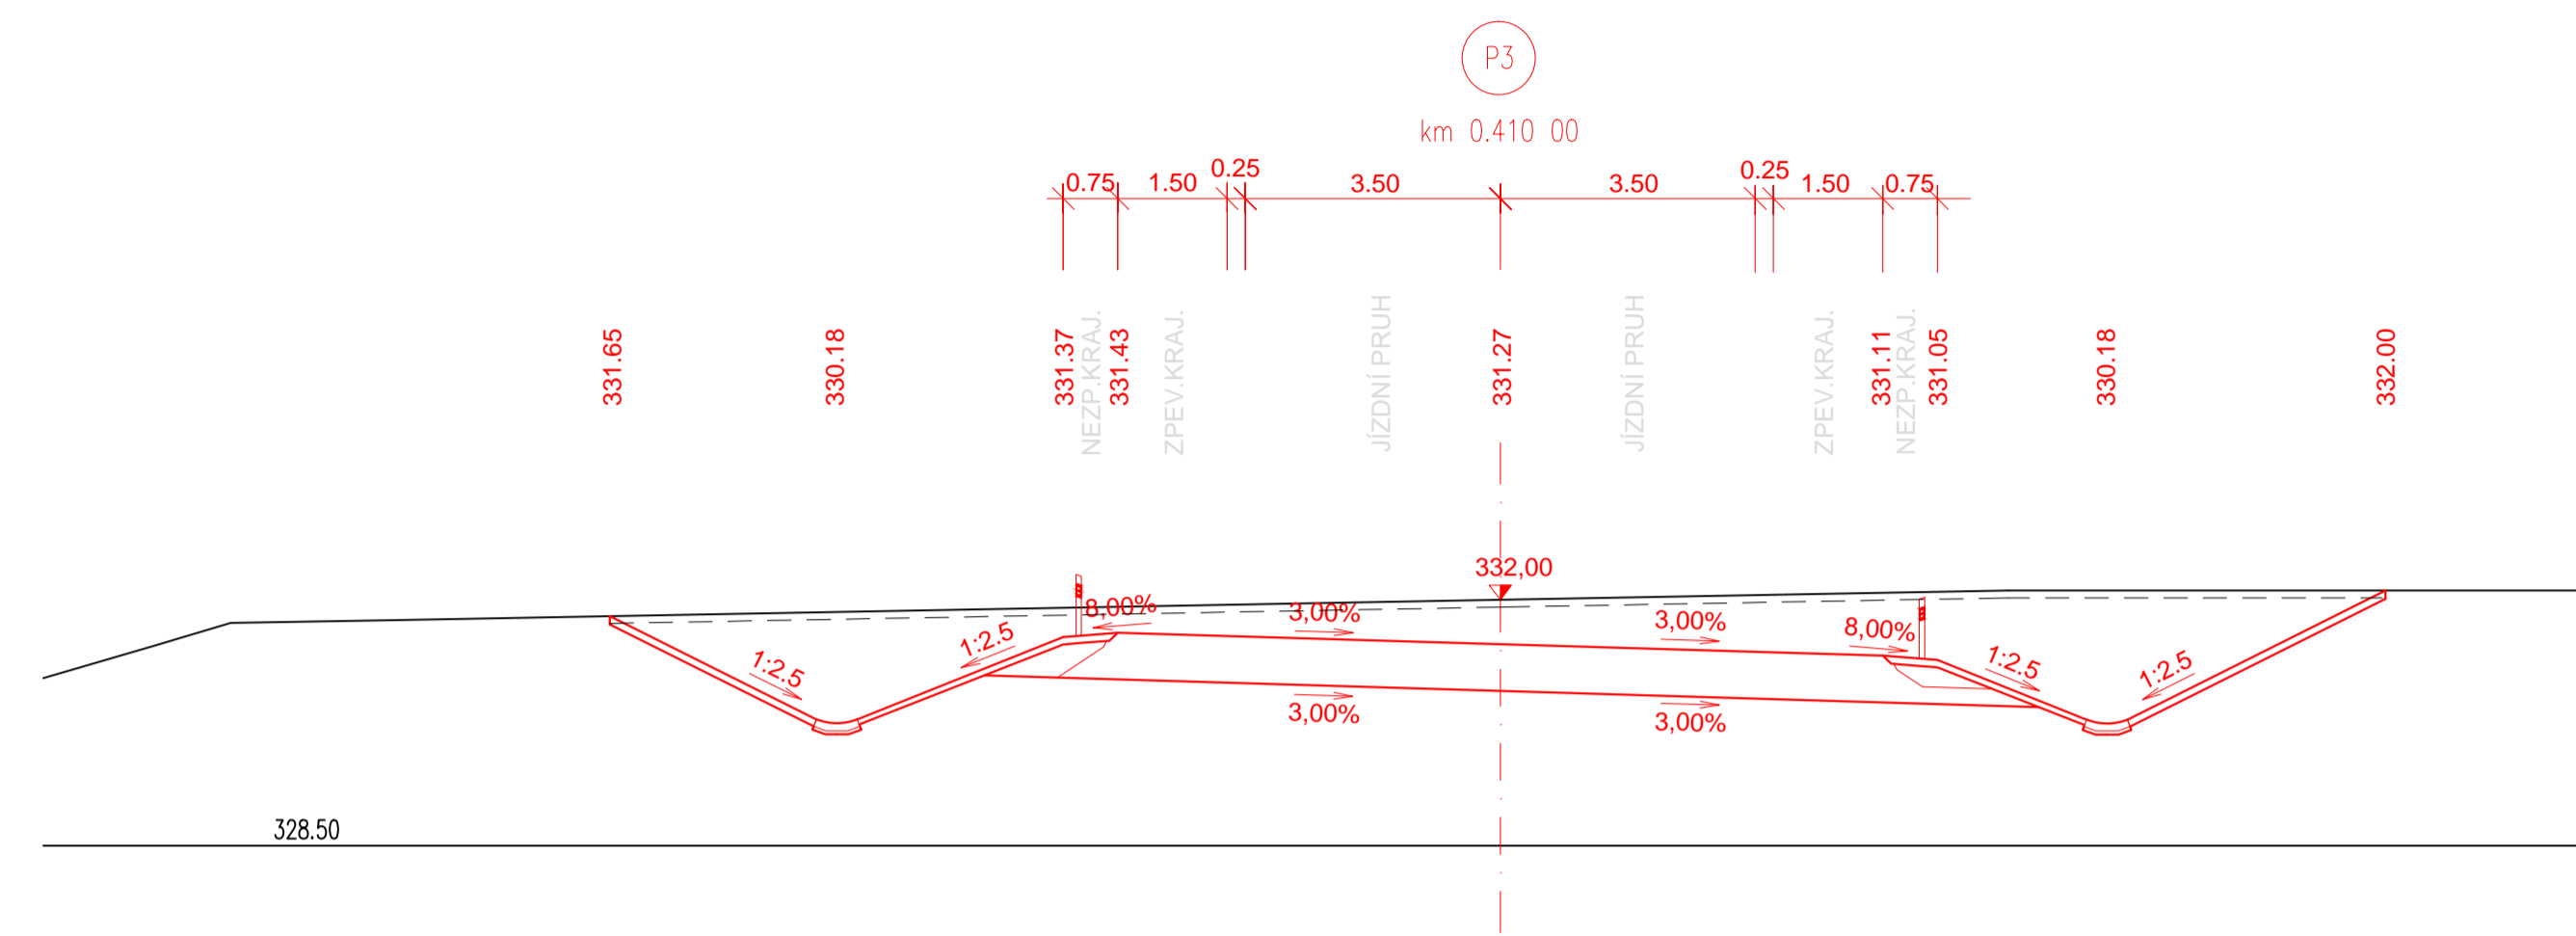 P3
km 0.410 00
0.75 1.50 0.25 3.50 3.50 0.25 1.50 0.75
331.65 330.18 331.37 331.43 331.27 331.11 331.05 330.18 332.00
NEZP.KRAJ. ZPEV.KRAJ. JÍZDNÍ PRUH JÍZDNÍ PRUH ZPEV.KRAJ. NEZP.KRAJ.
332,00
8,00% 3,00% 3,00% 8,00%
1:2.5 1:2.5 1:2.5 1:2.5
3,00% 3,00%
328.50